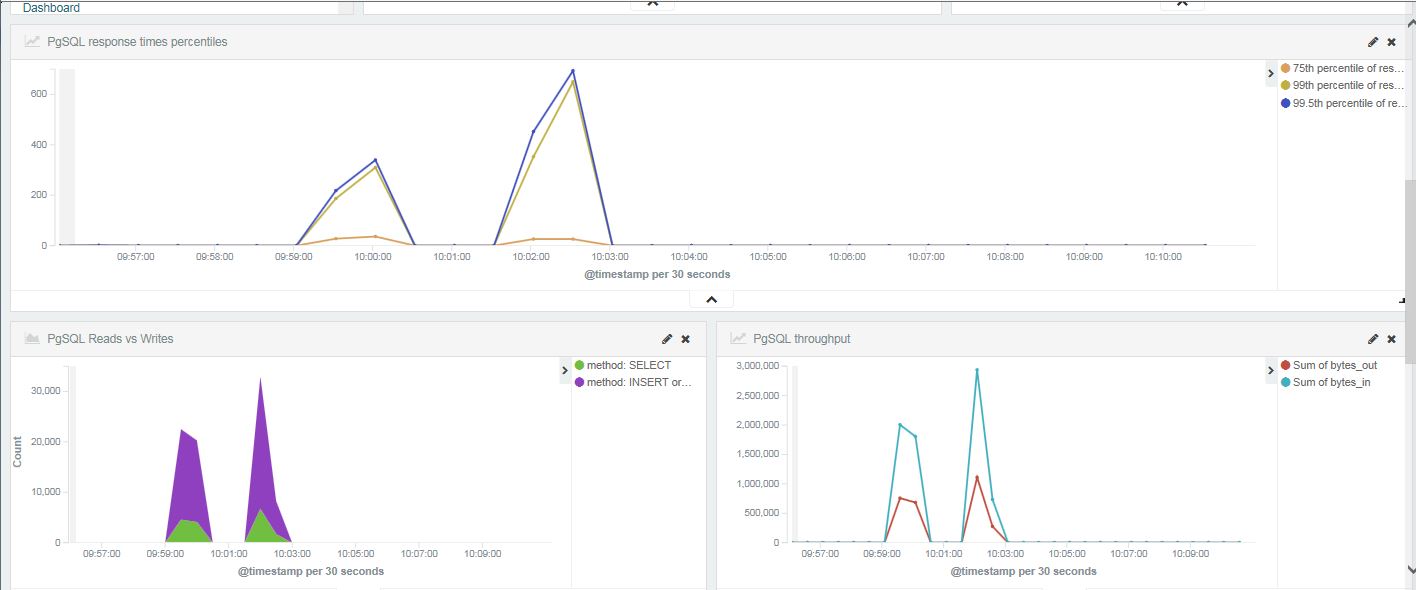 Dashboard
PgSQL response times percentiles
75th percentile of res...
99th percentile of res...
99.5th percentile of re...
600
400
200
0
09:57:00 09:58:00 09:59:00 10:00:00 10:01:00 10:02:00 10:03:00 10:04:00 10:05:00 10:06:00 10:07:00 10:08:00 10:09:00 10:10:00
@timestamp per 30 seconds
PgSQL Reads vs Writes
method: SELECT
method: INSERT or...
Count
30,000
20,000
10,000
0
09:57:00 09:59:00 10:01:00 10:03:00 10:05:00 10:07:00 10:09:00
@timestamp per 30 seconds
PgSQL throughput
Sum of bytes_out
Sum of bytes_in
3,000,000
2,500,000
2,000,000
1,500,000
1,000,000
500,000
0
09:57:00 09:59:00 10:01:00 10:03:00 10:05:00 10:07:00 10:09:00
@timestamp per 30 seconds